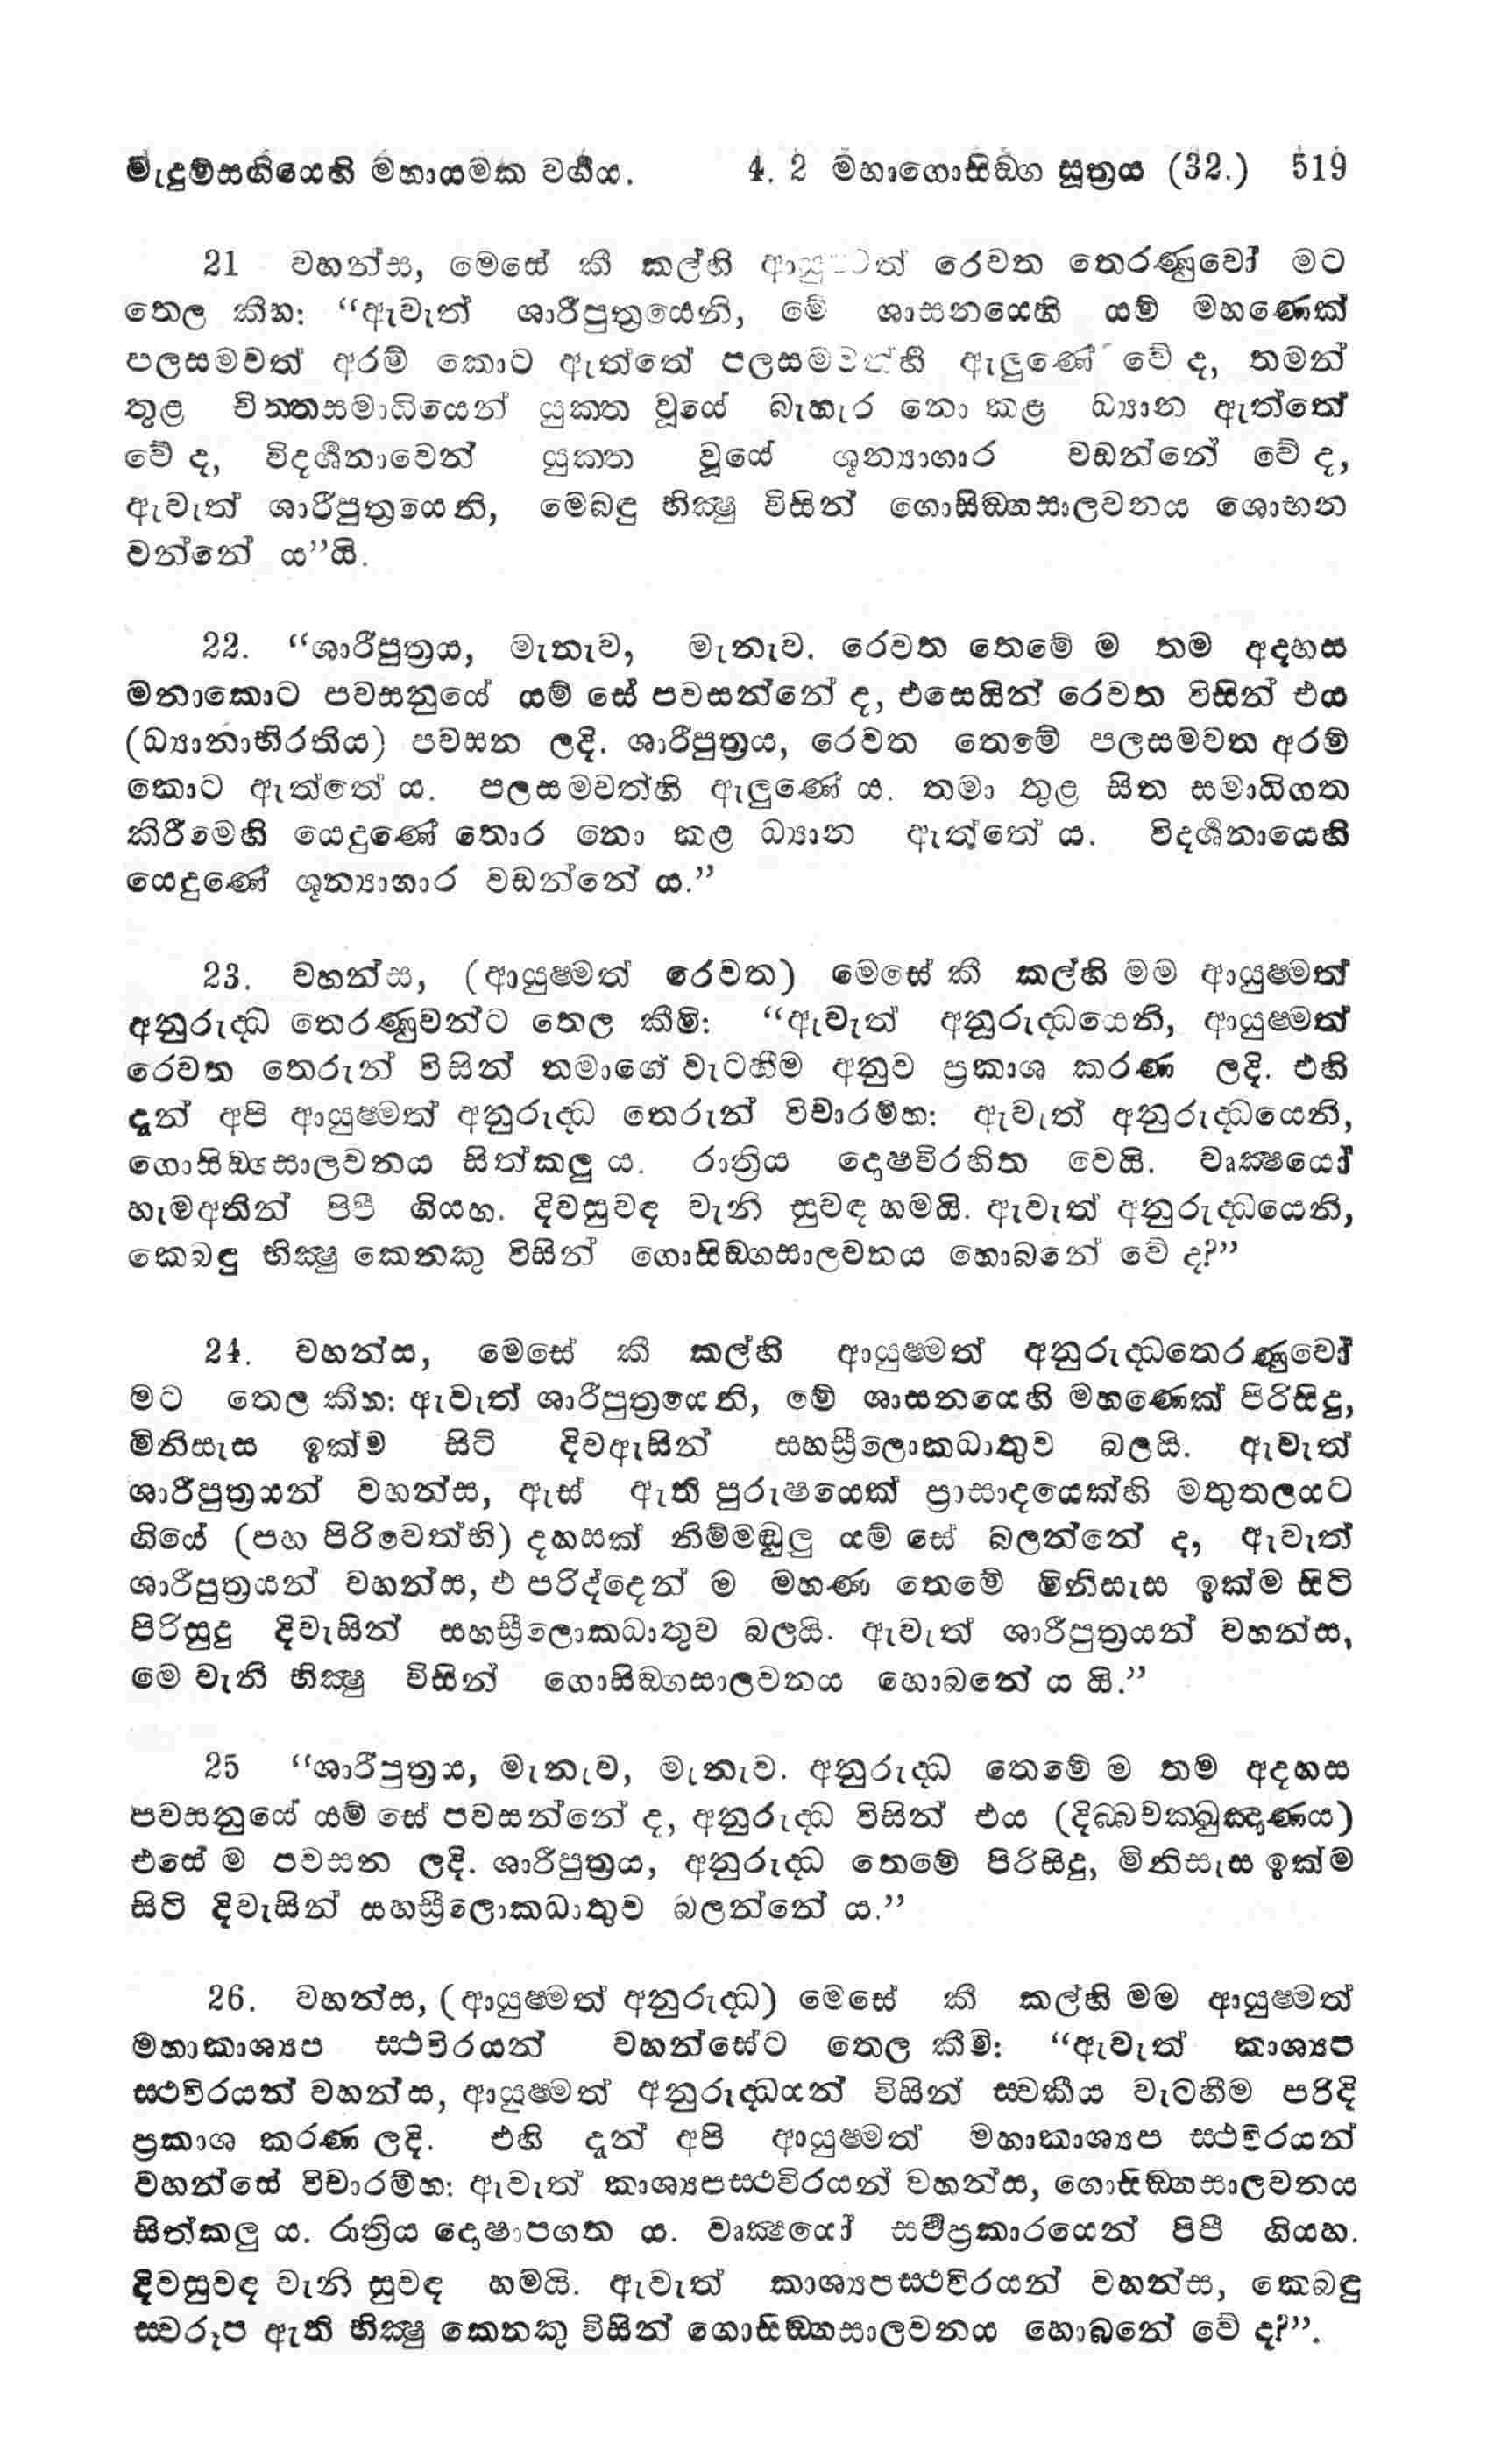 මැදුම්සඟියෙහි මහායමක වර්‍ගය. 4. 2 මහාගොසිඞ්ග සූත්‍රය (32.) 519
21 වහන්ස, මෙසේ කී කල්හි රෙවත තෙරණුවෝ මට
තෙල කීහ: “ඇවැත් ශාරීපුත්‍රයෙනි, මේ ශාසනයෙහි යම් මහණෙක්
පලසමවත් අරම් කොට ඇත්තේ පලසමවත්හි ඇලුණේ වේ ද, තමන්
තුළ චිත්තසමාධියෙන් යුක්ත වූයේ බැහැර නො කළ ධ්‍යාන ඇත්තේ
වේ ද, විදර්‍ශනාවෙන් යුක්ත වූයේ ශූන්‍යාගාර වඩන්නේ වේ ද,
ඇවැත් ශාරීපුත්‍රයෙනි, මෙබඳු භික්‍ෂු විසින් ගොසිඞ්ගසාලවනය ශොභන
වන්නේ ය”යි.
22. “ශාරීපුත්‍රය, මැනැව, මැනැව. රෙවත තෙමේ ම තම අදහස
මනාකොට පවසනුයේ යම් සේ පවසන්නේ ද, එසෙයින් රෙවත විසින් එය
(ධ්‍යානාභිරතිය) පවසන ලදි. ශාරීපුත්‍රය, රෙවත තෙමේ පලසමවත අරම්
කොට ඇත්තේ ය. පලසමවත්හි ඇලුණේ ය. තමා තුළ සිත සමාධිගත
කිරීමෙහි යෙදුණේ තොර නො කළ ධ්‍යාන ඇත්තේ ය. විදර්‍ශනායෙහි
යෙදුණේ ශූන්‍යාගාර වඩන්නේ ය.”
23. වහන්ස, (ආයුෂ්මත් රෙවත) මෙසේ කී කල්හි මම ආයුෂ්මත්
අනුරුද්ධ තෙරණුවන්ට තෙල කීමි: “ඇවැත් අනුරුද්ධයෙනි, ආයුෂ්මත්
රෙවත තෙරුන් විසින් තමාගේ වැටහීම අනුව ප්‍රකාශ කරණ ලදි. එහි
දැන් අපි ආයුෂ්මත් අනුරුද්ධ තෙරුන් විචාරම්හ: ඇවැත් අනුරුද්ධයෙනි,
ගොසිඞ්ගසාලවනය සිත්කලු ය. රාත්‍රිය දොෂවිරහිත වෙයි. වෘක්‍ෂයෝ
හැමඅතින් පිපී ගියහ. දිවසුවඳ වැනි සුවඳ හමයි. ඇවැත් අනුරුද්ධයෙනි,
කෙබඳු භික්‍ෂු කෙනකු විසින් ගොසිඞ්ගසාලවනය හොබනේ වේ ද?”
24. වහන්ස, මෙසේ කී කල්හි ආයුෂ්මත් අනුරුද්ධතෙරණුවෝ
මට තෙල කීහ: ඇවැත් ශාරීපුත්‍රයෙනි, මේ ශාසනයෙහි මහණෙක් පිරිසිදු,
මිනිසැස ඉක්ම සිටි දිවඇසින් සහස්‍රීලොකධාතුව බලයි. ඇවැත්
ශාරීපුත්‍රයන් වහන්ස, ඇස් ඇති පුරුෂයෙක් ප්‍රාසාදයෙක්හි මතුතලයට
ගියේ (පහ පිරිවෙත්හි) දහසක් නිම්මඬුලු යම් සේ බලන්නේ ද, ඇවැත්
ශාරීපුත්‍රයන් වහන්ස, එ පරිද්දෙන් ම මහණ තෙමේ මිනිසැස ඉක්ම සිටි
පිරිසුදු දිවැසින් සහස්‍රීලොකධාතුව බලයි. ඇවැත් ශාරීපුත්‍රයන් වහන්ස,
මෙ වැනි භික්‍ෂු විසින් ගොසිඞ්ගසාලවනය හොබනේ ය යි.”
25 “ශාරීපුත්‍රය, මැනැව, මැනැව. අනුරුද්ධ තෙමේ ම තම අදහස
පවසනුයේ යම් සේ පවසන්නේ ද, අනුරුද්ධ විසින් එය (දිබ්බචක්ඛුඤාණය)
එසේ ම පවසන ලදි. ශාරීපුත්‍රය, අනුරුද්ධ තෙමේ පිරිසිදු, මිනිසැස ඉක්ම
සිටි දිවැසින් සහස්‍රීලොකධාතුව බලන්නේ ය.”
26. වහන්ස, (ආයුෂ්මත් අනුරුද්ධ) මෙසේ කී කල්හි මම ආයුෂ්මත්
මහාකාශ්‍යප ස්ථවිරයන් වහන්සේට තෙල කීමි: “ඇවැත් කාශ්‍යප
ස්ථවිරයන් වහන්ස, ආයුෂ්මත් අනුරුද්ධයන් විසින් ස්වකීය වැටහීම පරිදි
ප්‍රකාශ කරණ ලදි. එහි දැන් අපි ආයුෂ්මත් මහාකාශ්‍යප ස්ථවිරයන්
වහන්සේ විචාරම්හ: ඇවැත් කාශ්‍යපස්ථවිරයන් වහන්ස, ගොසිඞ්ගසාලවනය
සිත්කලු ය. රාත්‍රිය දොෂාපගත ය. වෘක්‍ෂයෝ සර්‍වප්‍රකාරයෙන් පිපී ගියහ.
දිවසුවඳ වැනි සුවඳ හමයි. ඇවැත් කාශ්‍යපස්ථවිරයන් වහන්ස, කෙබඳු
ස්වරූප ඇති භික්‍ෂු කෙනකු විසින් ගොසිඞ්ගසාලවනය හොබනේ වේ ද?”.